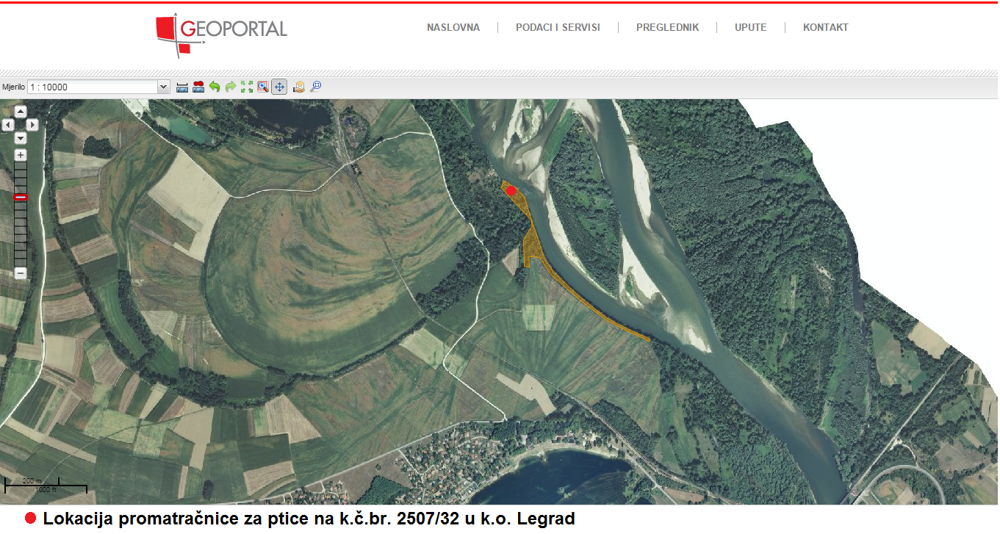 GEOPORTAL
NASLOVNA PODACI I SERVISI PREGLEDNIK UPUTE KONTAKT
Mjerilo 1 : 10000
200 m
1000 ft
Lokacija promatračnice za ptice na k.č.br. 2507/32 u k.o. Legrad